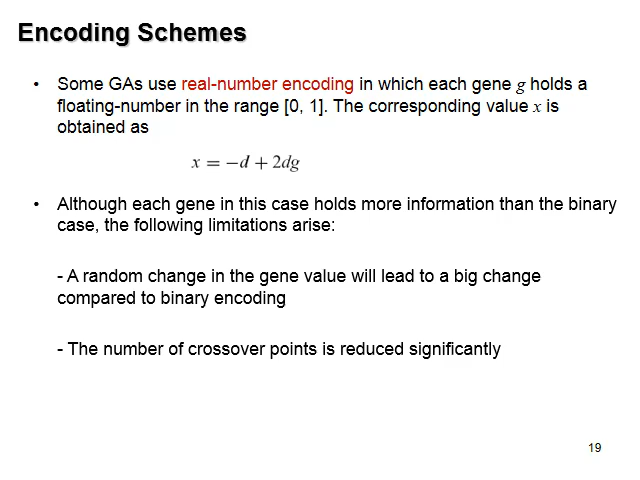 Encoding Schemes
• Some GAs use real-number encoding in which each gene g holds a
floating-number in the range [0, 1]. The corresponding value x is
obtained as
x = −d + 2dg
• Although each gene in this case holds more information than the binary
case, the following limitations arise:
- A random change in the gene value will lead to a big change
compared to binary encoding
- The number of crossover points is reduced significantly
19